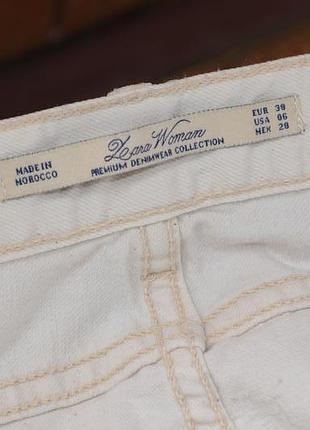 MADE IN
MOROCCO
Zara Woman
PREMIUM DENIMWEAR COLLECTION
EUR 38
USA 06
MEX 28